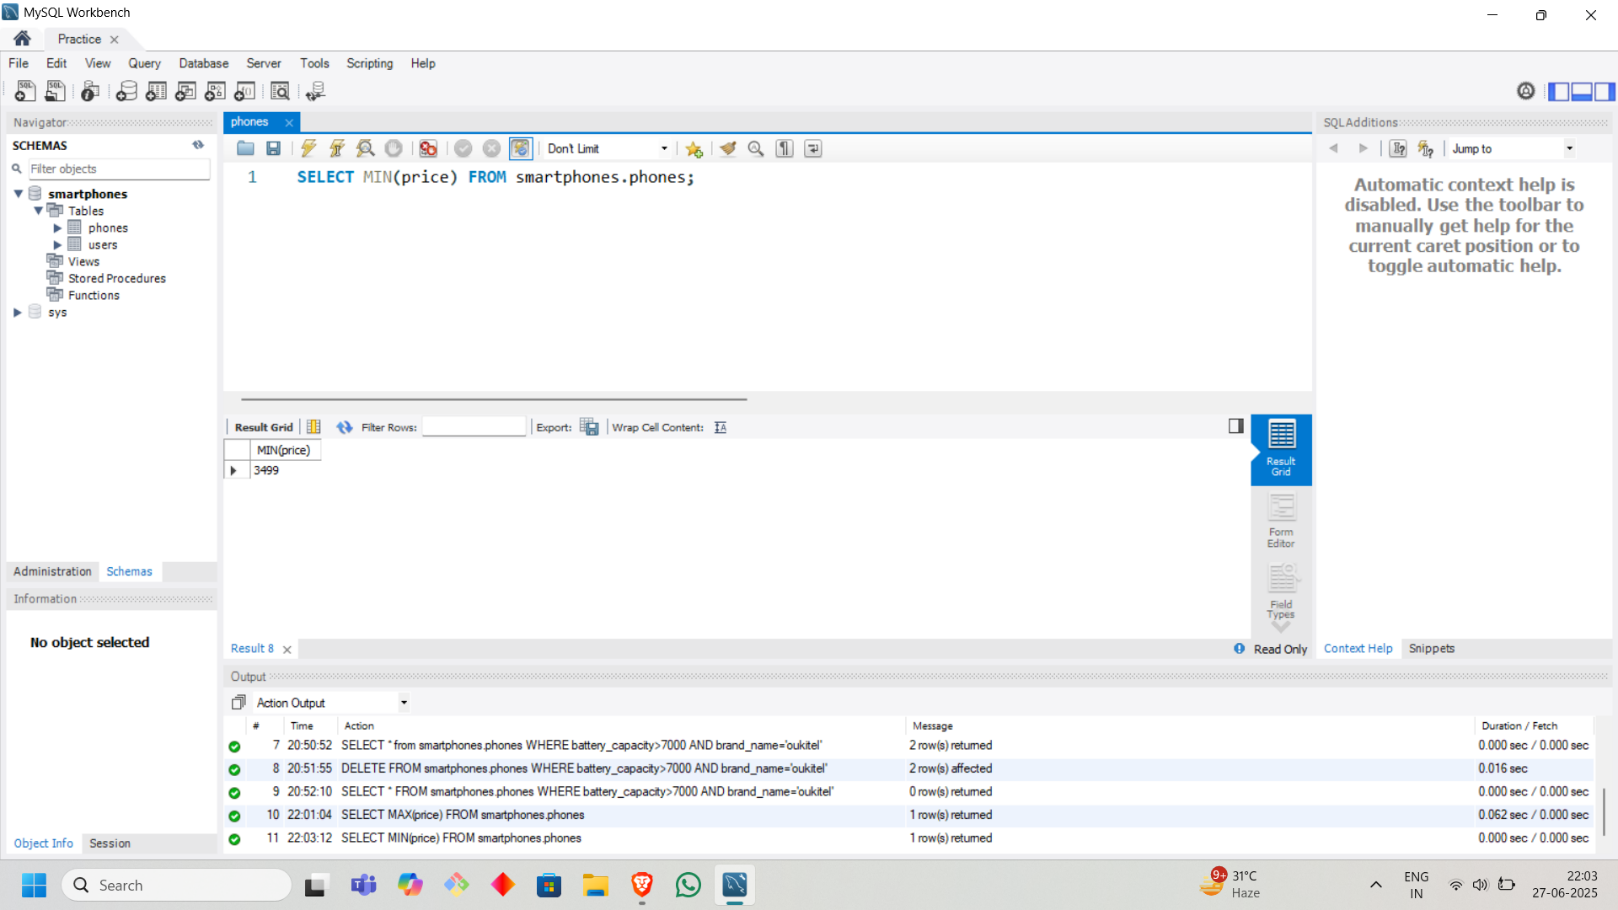 MySQL Workbench
Practice
File Edit View Query Database Server Tools Scripting Help
Navigator
SCHEMAS
Filter objects
smartphones
Tables
phones
users
Views
Stored Procedures
Functions
sys
Administration Schemas
Information
No object selected
Object Info Session
phones
Don't Limit
1 SELECT MIN(price) FROM smartphones.phones;
Result Grid Filter Rows: Export: Wrap Cell Content:
MIN(price)
3499
Result
Grid
Form
Editor
Field
Types
Result 8
Read Only
SQLAdditions
Jump to
Automatic context help is
disabled. Use the toolbar to
manually get help for the
current caret position or to
toggle automatic help.
Context Help Snippets
Output
Action Output
# Time Action Message Duration / Fetch
7 20:50:52 SELECT * from smartphones.phones WHERE battery_capacity>7000 AND brand_name='oukitel' 2 row(s) returned 0.000 sec / 0.000 sec
8 20:51:55 DELETE FROM smartphones.phones WHERE battery_capacity>7000 AND brand_name='oukitel' 2 row(s) affected 0.016 sec
9 20:52:10 SELECT * FROM smartphones.phones WHERE battery_capacity>7000 AND brand_name='oukitel' 0 row(s) returned 0.000 sec / 0.000 sec
10 22:01:04 SELECT MAX(price) FROM smartphones.phones 1 row(s) returned 0.062 sec / 0.000 sec
11 22:03:12 SELECT MIN(price) FROM smartphones.phones 1 row(s) returned 0.000 sec / 0.000 sec
Search
9+
31°C
Haze
ENG
IN
22:03
27-06-2025